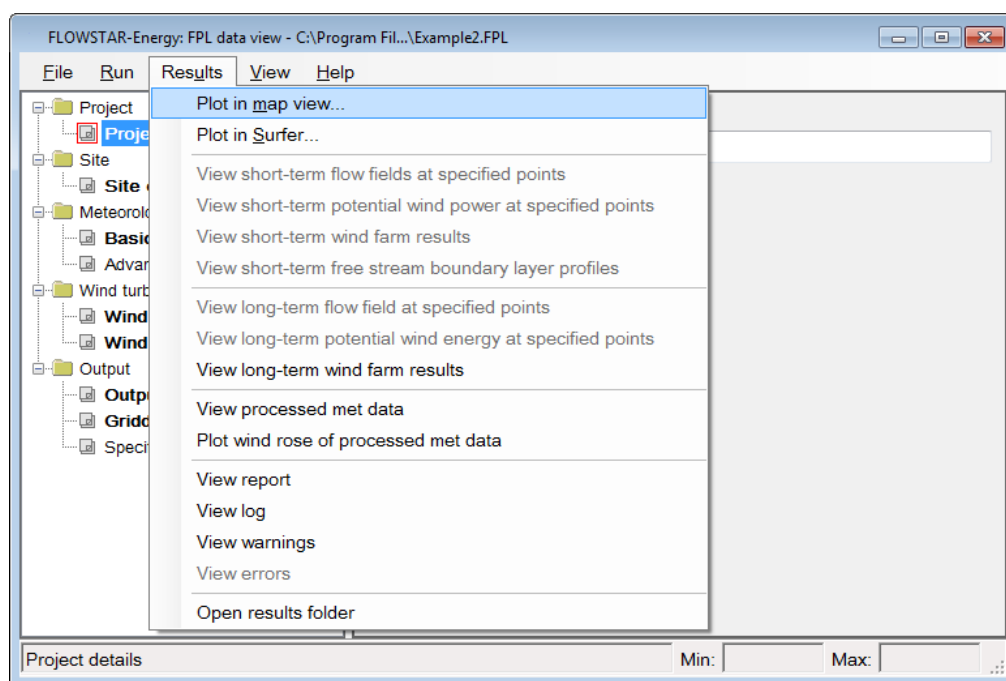 FLOWSTAR-Energy: FPL data view - C:\Program Fil...\Example2.FPL
File Run Results View Help
Project
Proje
Site
Site
Meteorolo
Basic
Advan
Wind turb
Wind
Wind
Output
Outpu
Gridd
Specif
Plot in map view...
Plot in Surfer...
View short-term flow fields at specified points
View short-term potential wind power at specified points
View short-term wind farm results
View short-term free stream boundary layer profiles
View long-term flow field at specified points
View long-term potential wind energy at specified points
View long-term wind farm results
View processed met data
Plot wind rose of processed met data
View report
View log
View warnings
View errors
Open results folder
Project details Min: Max: